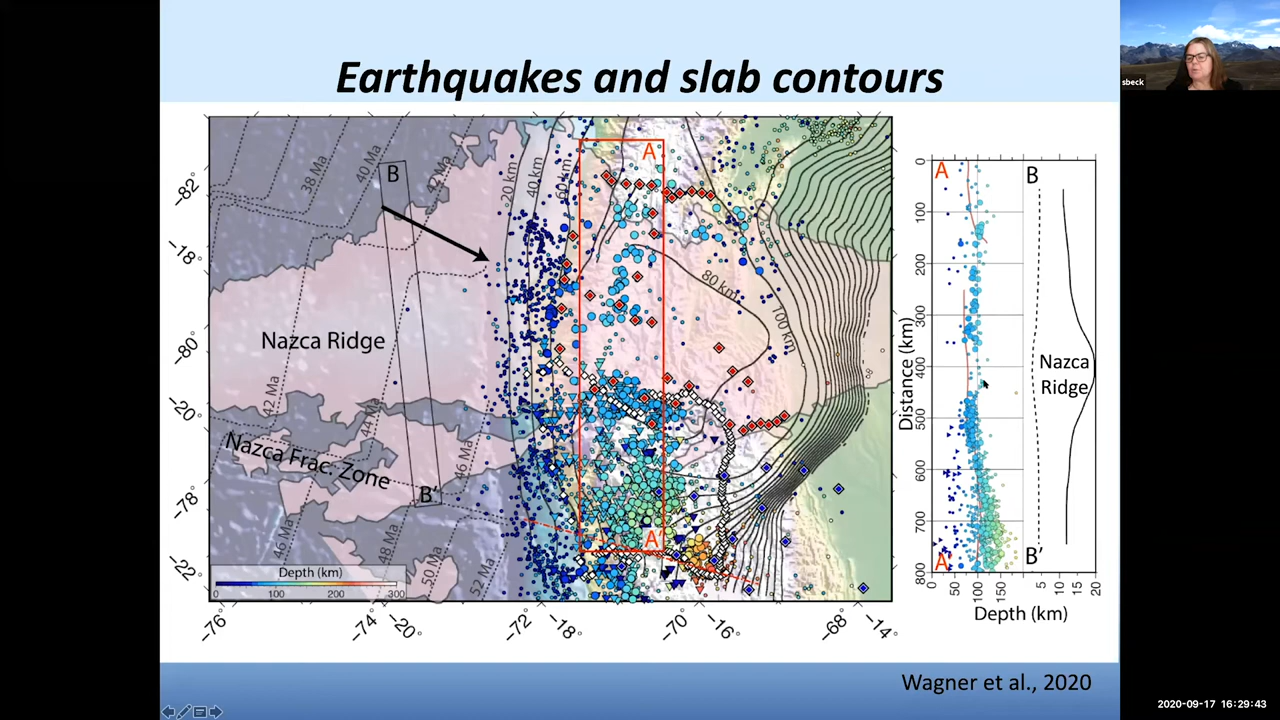 Earthquakes and slab contours
sbeck
38 Ma
40 Ma
42 Ma
B
20 km
40 km
60 km
A
80 km
100 km
Nazca Ridge
42 Ma
44 Ma
46 Ma
Nazca Frac. Zone
B'
A'
46 Ma
48 Ma
50 Ma
52 Ma
Depth (km)
0 100 200 300
−82°
−18°
−80°
−20°
−78°
−22°
−76°
−74°
−20°
−72°
−18°
−70°
−16°
−68°
−14°
A
B
0
100
200
300
400
500
600
700
800
Distance (km)
Nazca
Ridge
A'
B'
0 50 100 150
5 10 15 20
Depth (km)
Wagner et al., 2020
2020-09-17 16:29:43